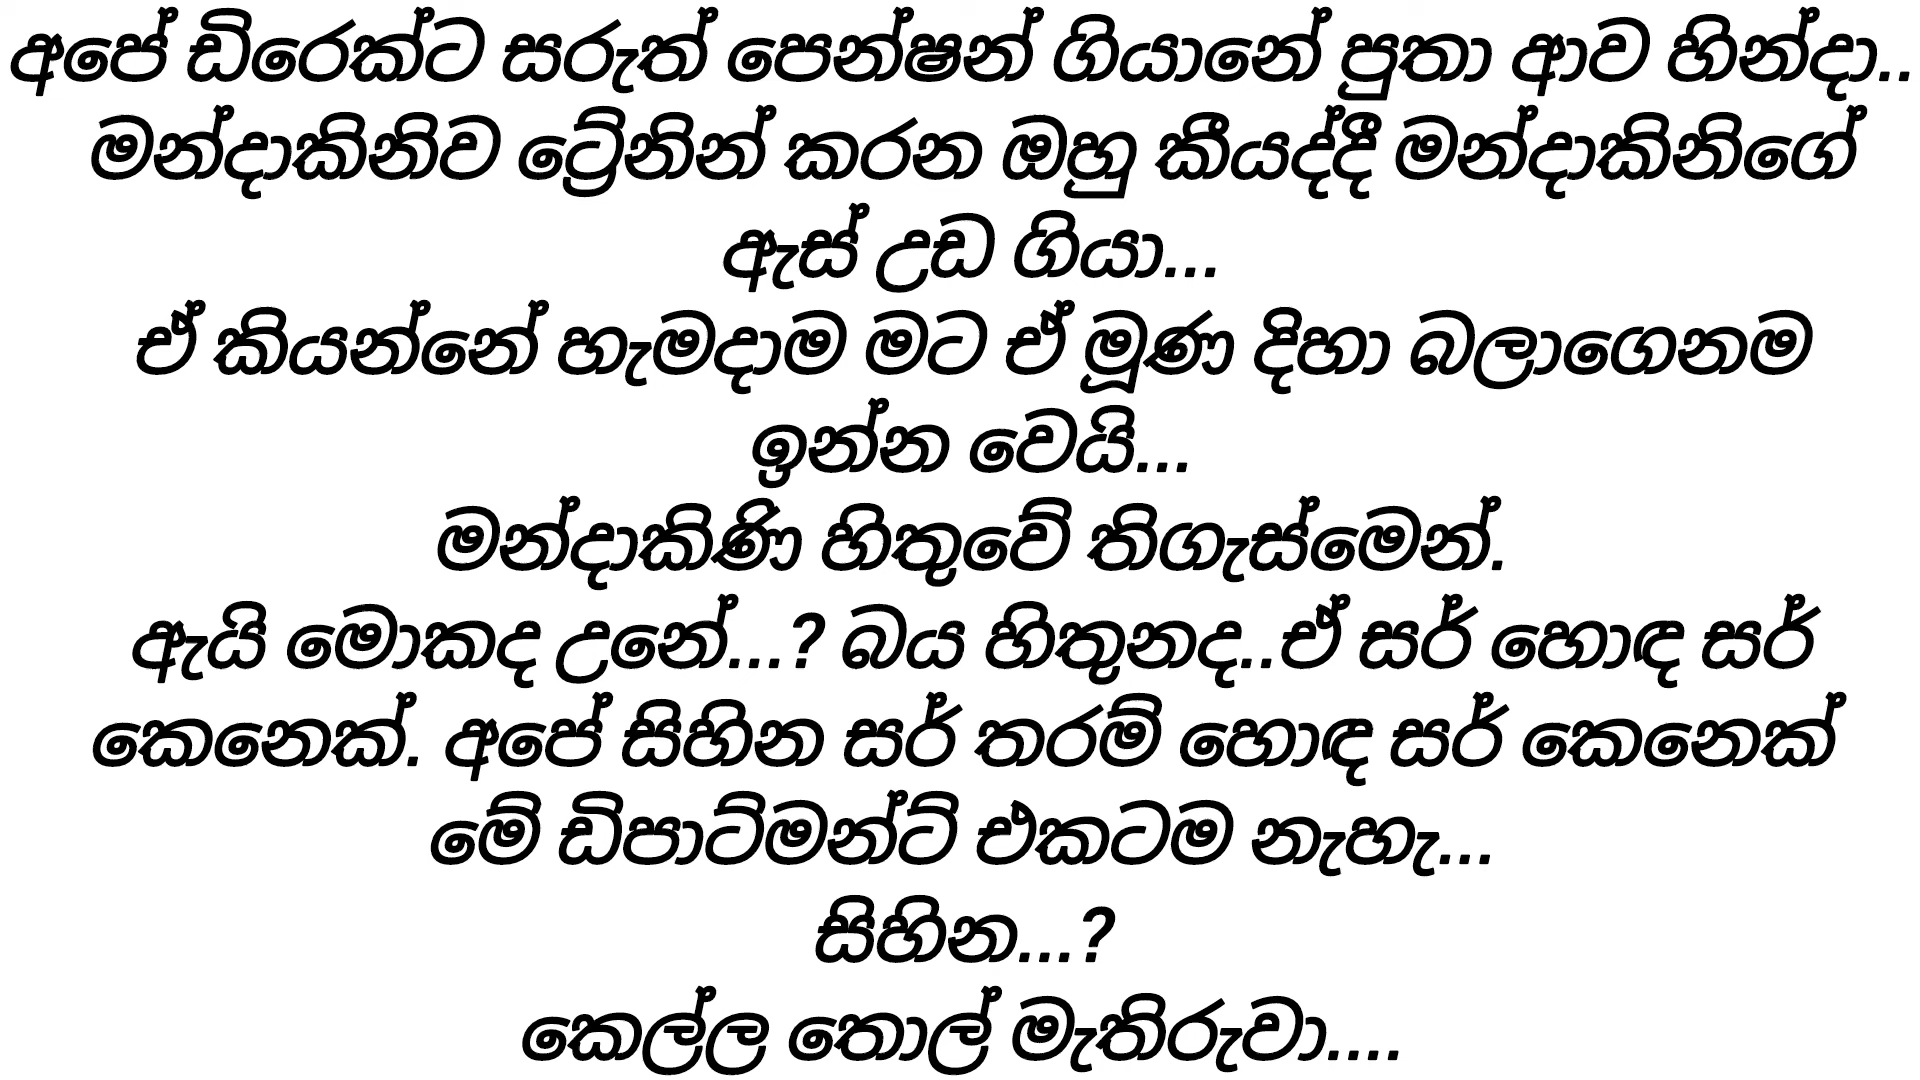 අපේ ඩිරෙක්ට සරුත් පෙන්ෂන් ගියානේ පුතා ආව හින්දා..
මන්දාකිනිව ට්‍රේනින් කරන ඔහු කීයද්දී මන්දාකිනිගේ
ඇස් උඩ ගියා...
ඒ කියන්නේ හැමදාම මට ඒ මූණ දිහා බලාගෙනම
ඉන්න වෙයි...
මන්දාකිණි හිතුවේ තිගැස්මෙන්.
ඇයි මොකද උනේ...? බය හිතුනද..ඒ සර් හොඳ සර්
කෙනෙක්. අපේ සිහින සර් තරම් හොඳ සර් කෙනෙක්
මේ ඩිපාට්මන්ට් එකටම නැහැ...
සිහින...?
කෙල්ල තොල් මැතිරුවා....